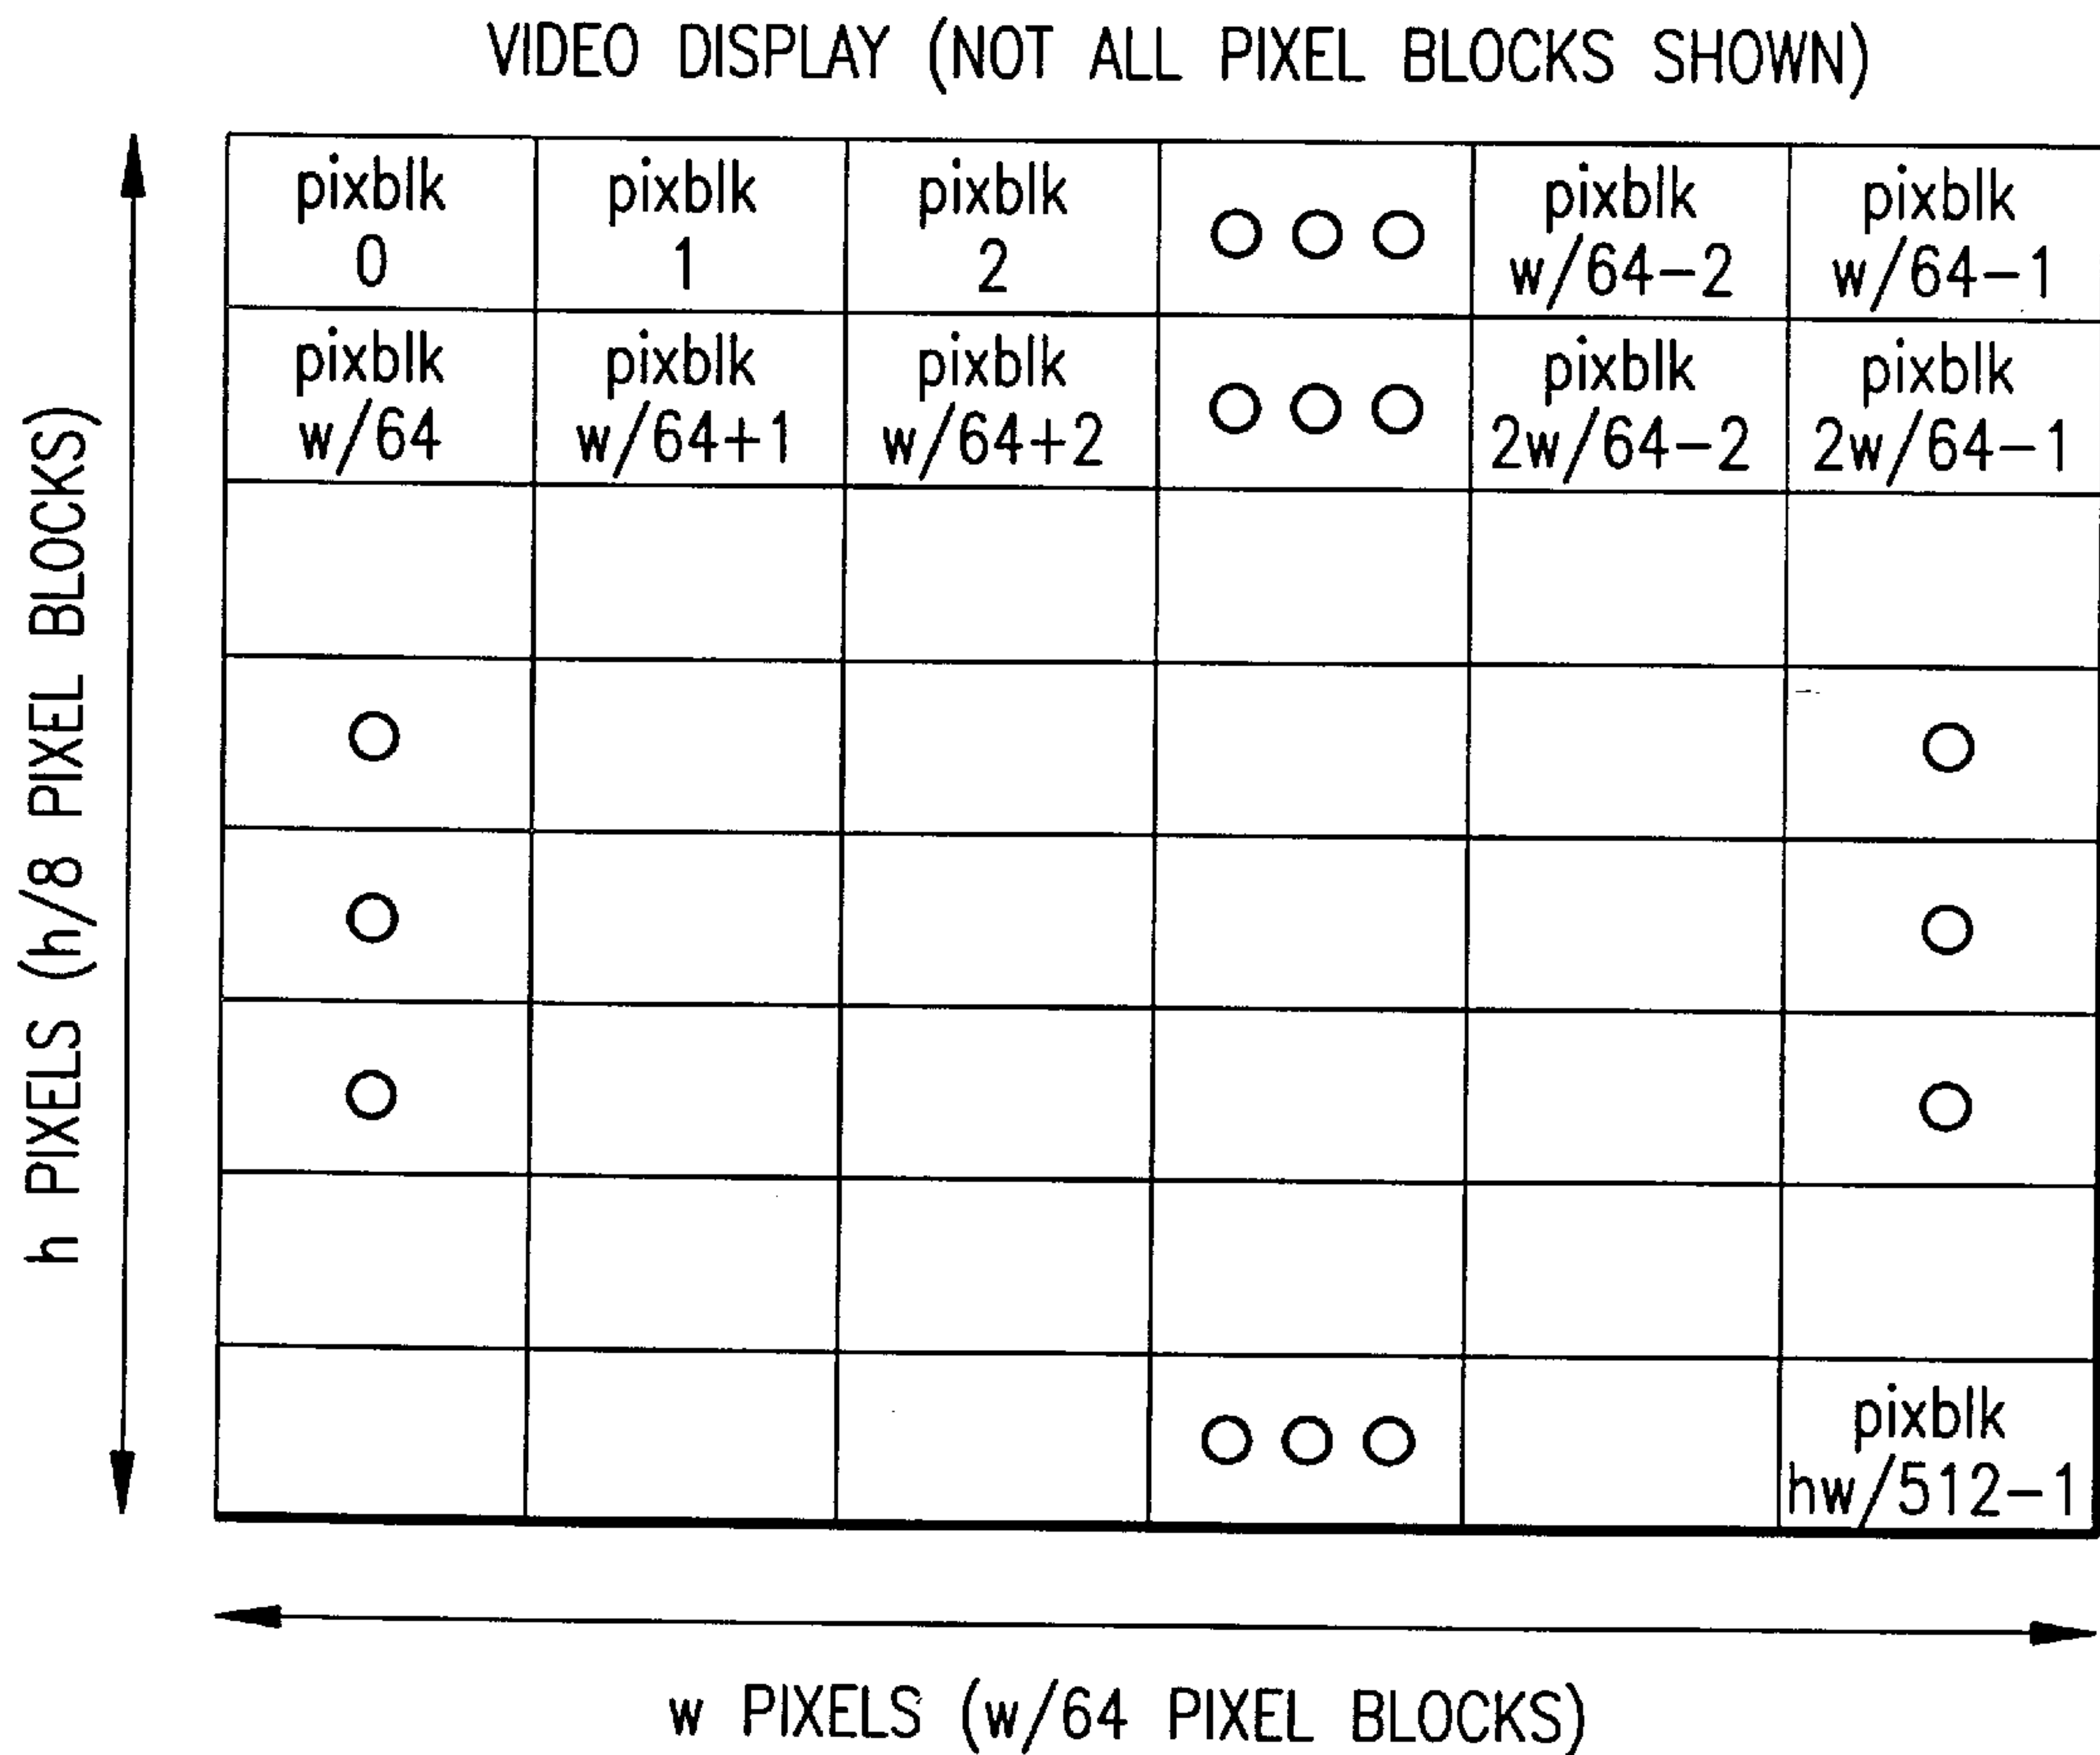 VIDEO DISPLAY (NOT ALL PIXEL BLOCKS SHOWN)
pixblk 0
pixblk 1
pixblk 2
pixblk w/64-2
pixblk w/64-1
pixblk w/64
pixblk w/64+1
pixblk w/64+2
pixblk 2w/64-2
pixblk 2w/64-1
h PIXELS (h/8 PIXEL BLOCKS)
pixblk hw/512-1
w PIXELS (w/64 PIXEL BLOCKS)